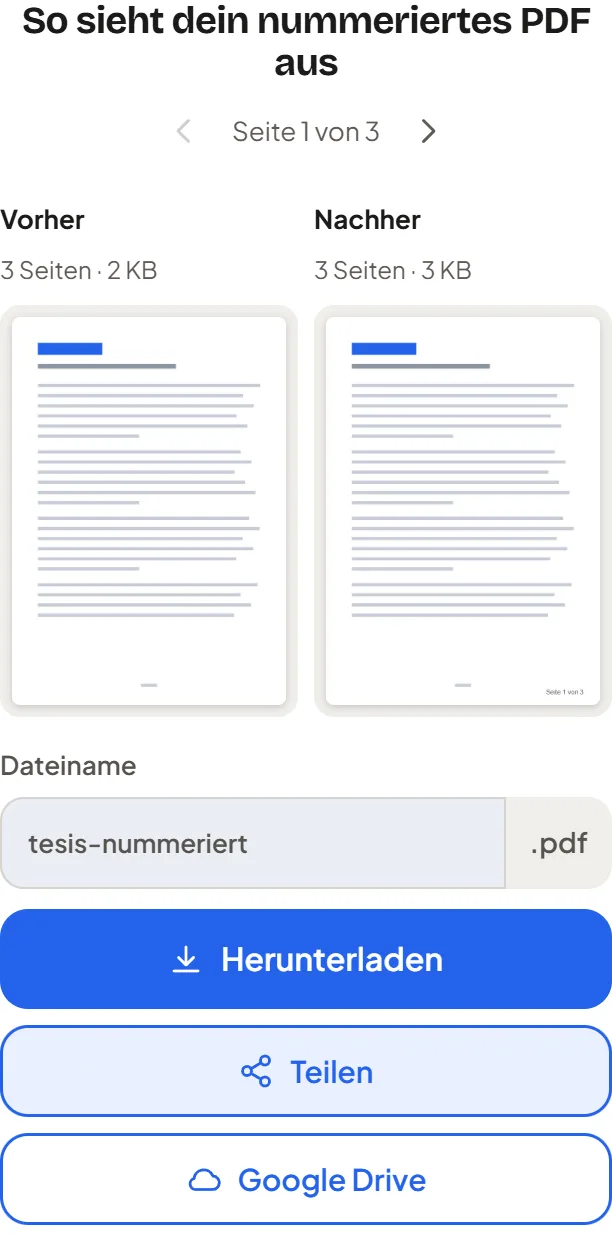 So sieht dein nummeriertes PDF
aus
Seite 1 von 3
Vorher
3 Seiten · 2 KB
Nachher
3 Seiten · 3 KB
Seite 1 von 3
Dateiname
tesis-nummeriert
.pdf
Herunterladen
Teilen
Google Drive